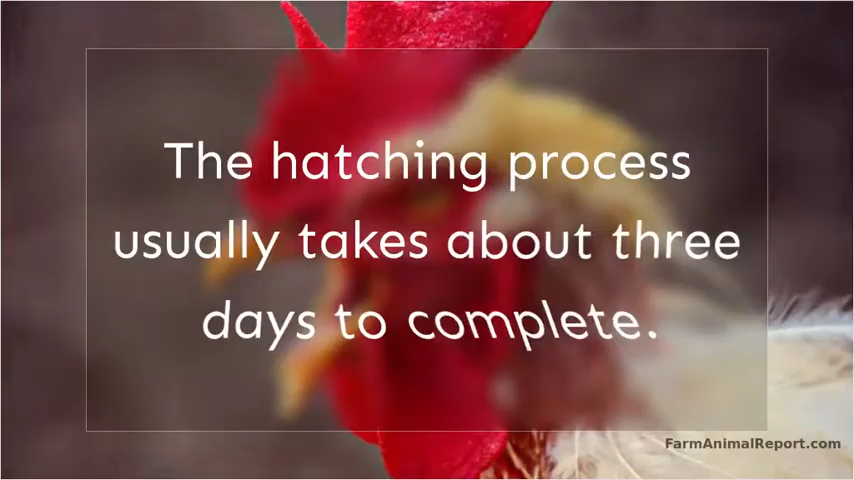 The hatching process
usually takes about three
days to complete.
FarmAnimalReport.com